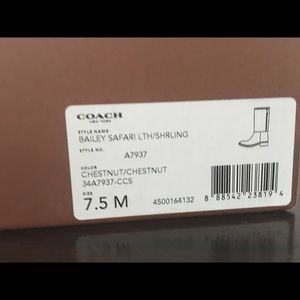 COACH
NEW YORK
STYLE NAME
BAILEY SAFARI LTH/SHRLING
STYLE NO.
A7937
COLOR
CHESTNUT/CHESTNUT
34A7937-CCS
SIZE
7.5 M
4500164132
8 88542 23819 4